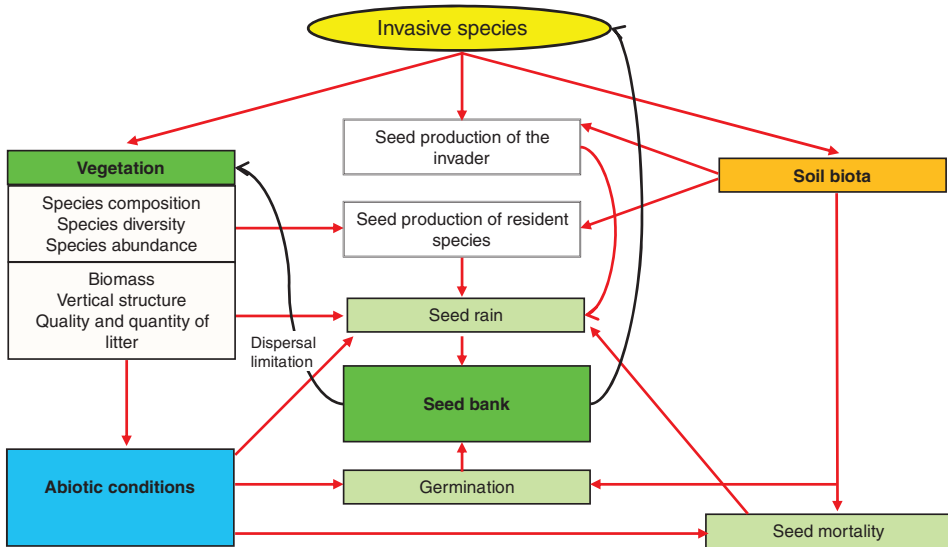 Invasive species
Seed production of the
invader
Vegetation
Soil biota
Species composition
Species diversity
Species abundance
Seed production of resident
species
Biomass
Vertical structure
Quality and quantity of
litter
Seed rain
Dispersal
limitation
Seed bank
Abiotic conditions
Germination
Seed mortality